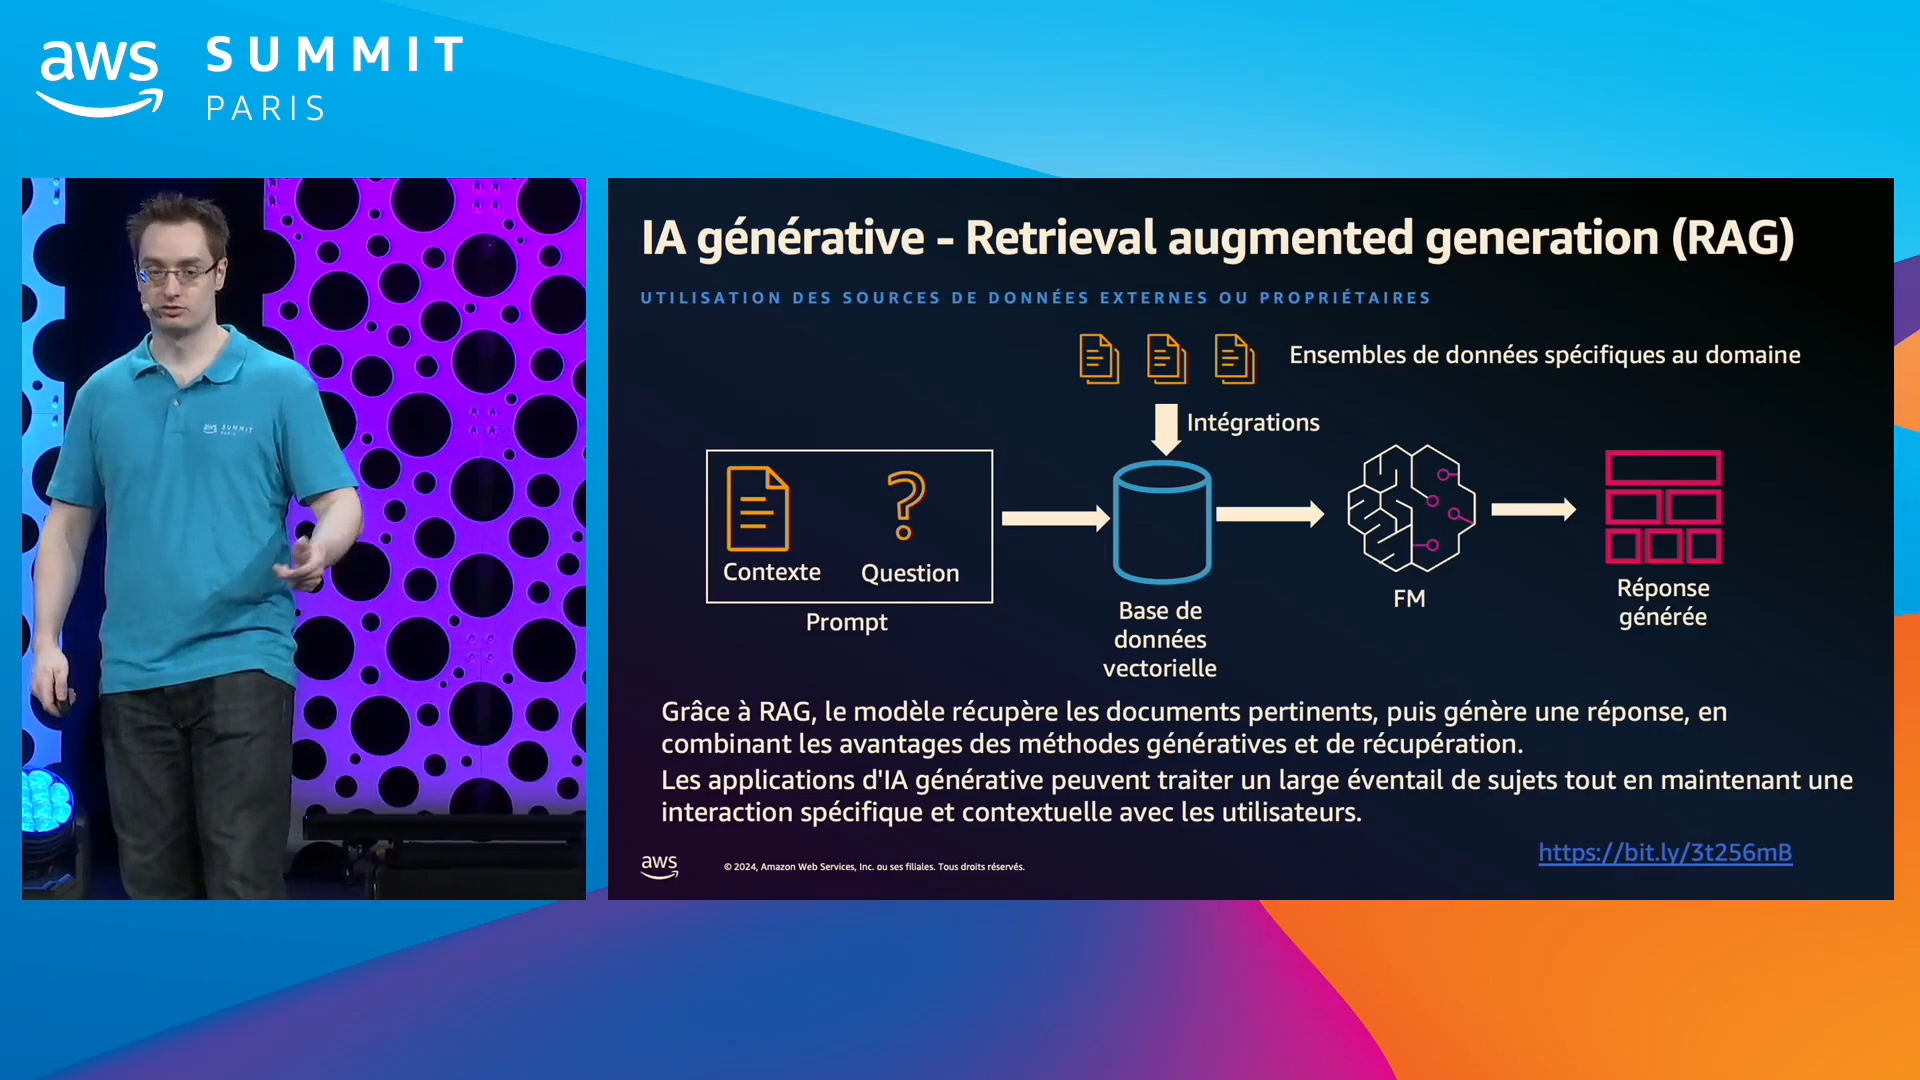 aws SUMMIT
PARIS
aws SUMMIT
PARIS
IA générative - Retrieval augmented generation (RAG)
UTILISATION DES SOURCES DE DONNÉES EXTERNES OU PROPRIÉTAIRES
Ensembles de données spécifiques au domaine
Intégrations
Contexte
Question
Prompt
Base de
données
vectorielle
FM
Réponse
générée
Grâce à RAG, le modèle récupère les documents pertinents, puis génère une réponse, en
combinant les avantages des méthodes génératives et de récupération.
Les applications d'IA générative peuvent traiter un large éventail de sujets tout en maintenant une
interaction spécifique et contextuelle avec les utilisateurs.
https://bit.ly/3t256mB
aws
© 2024, Amazon Web Services, Inc. ou ses filiales. Tous droits réservés.